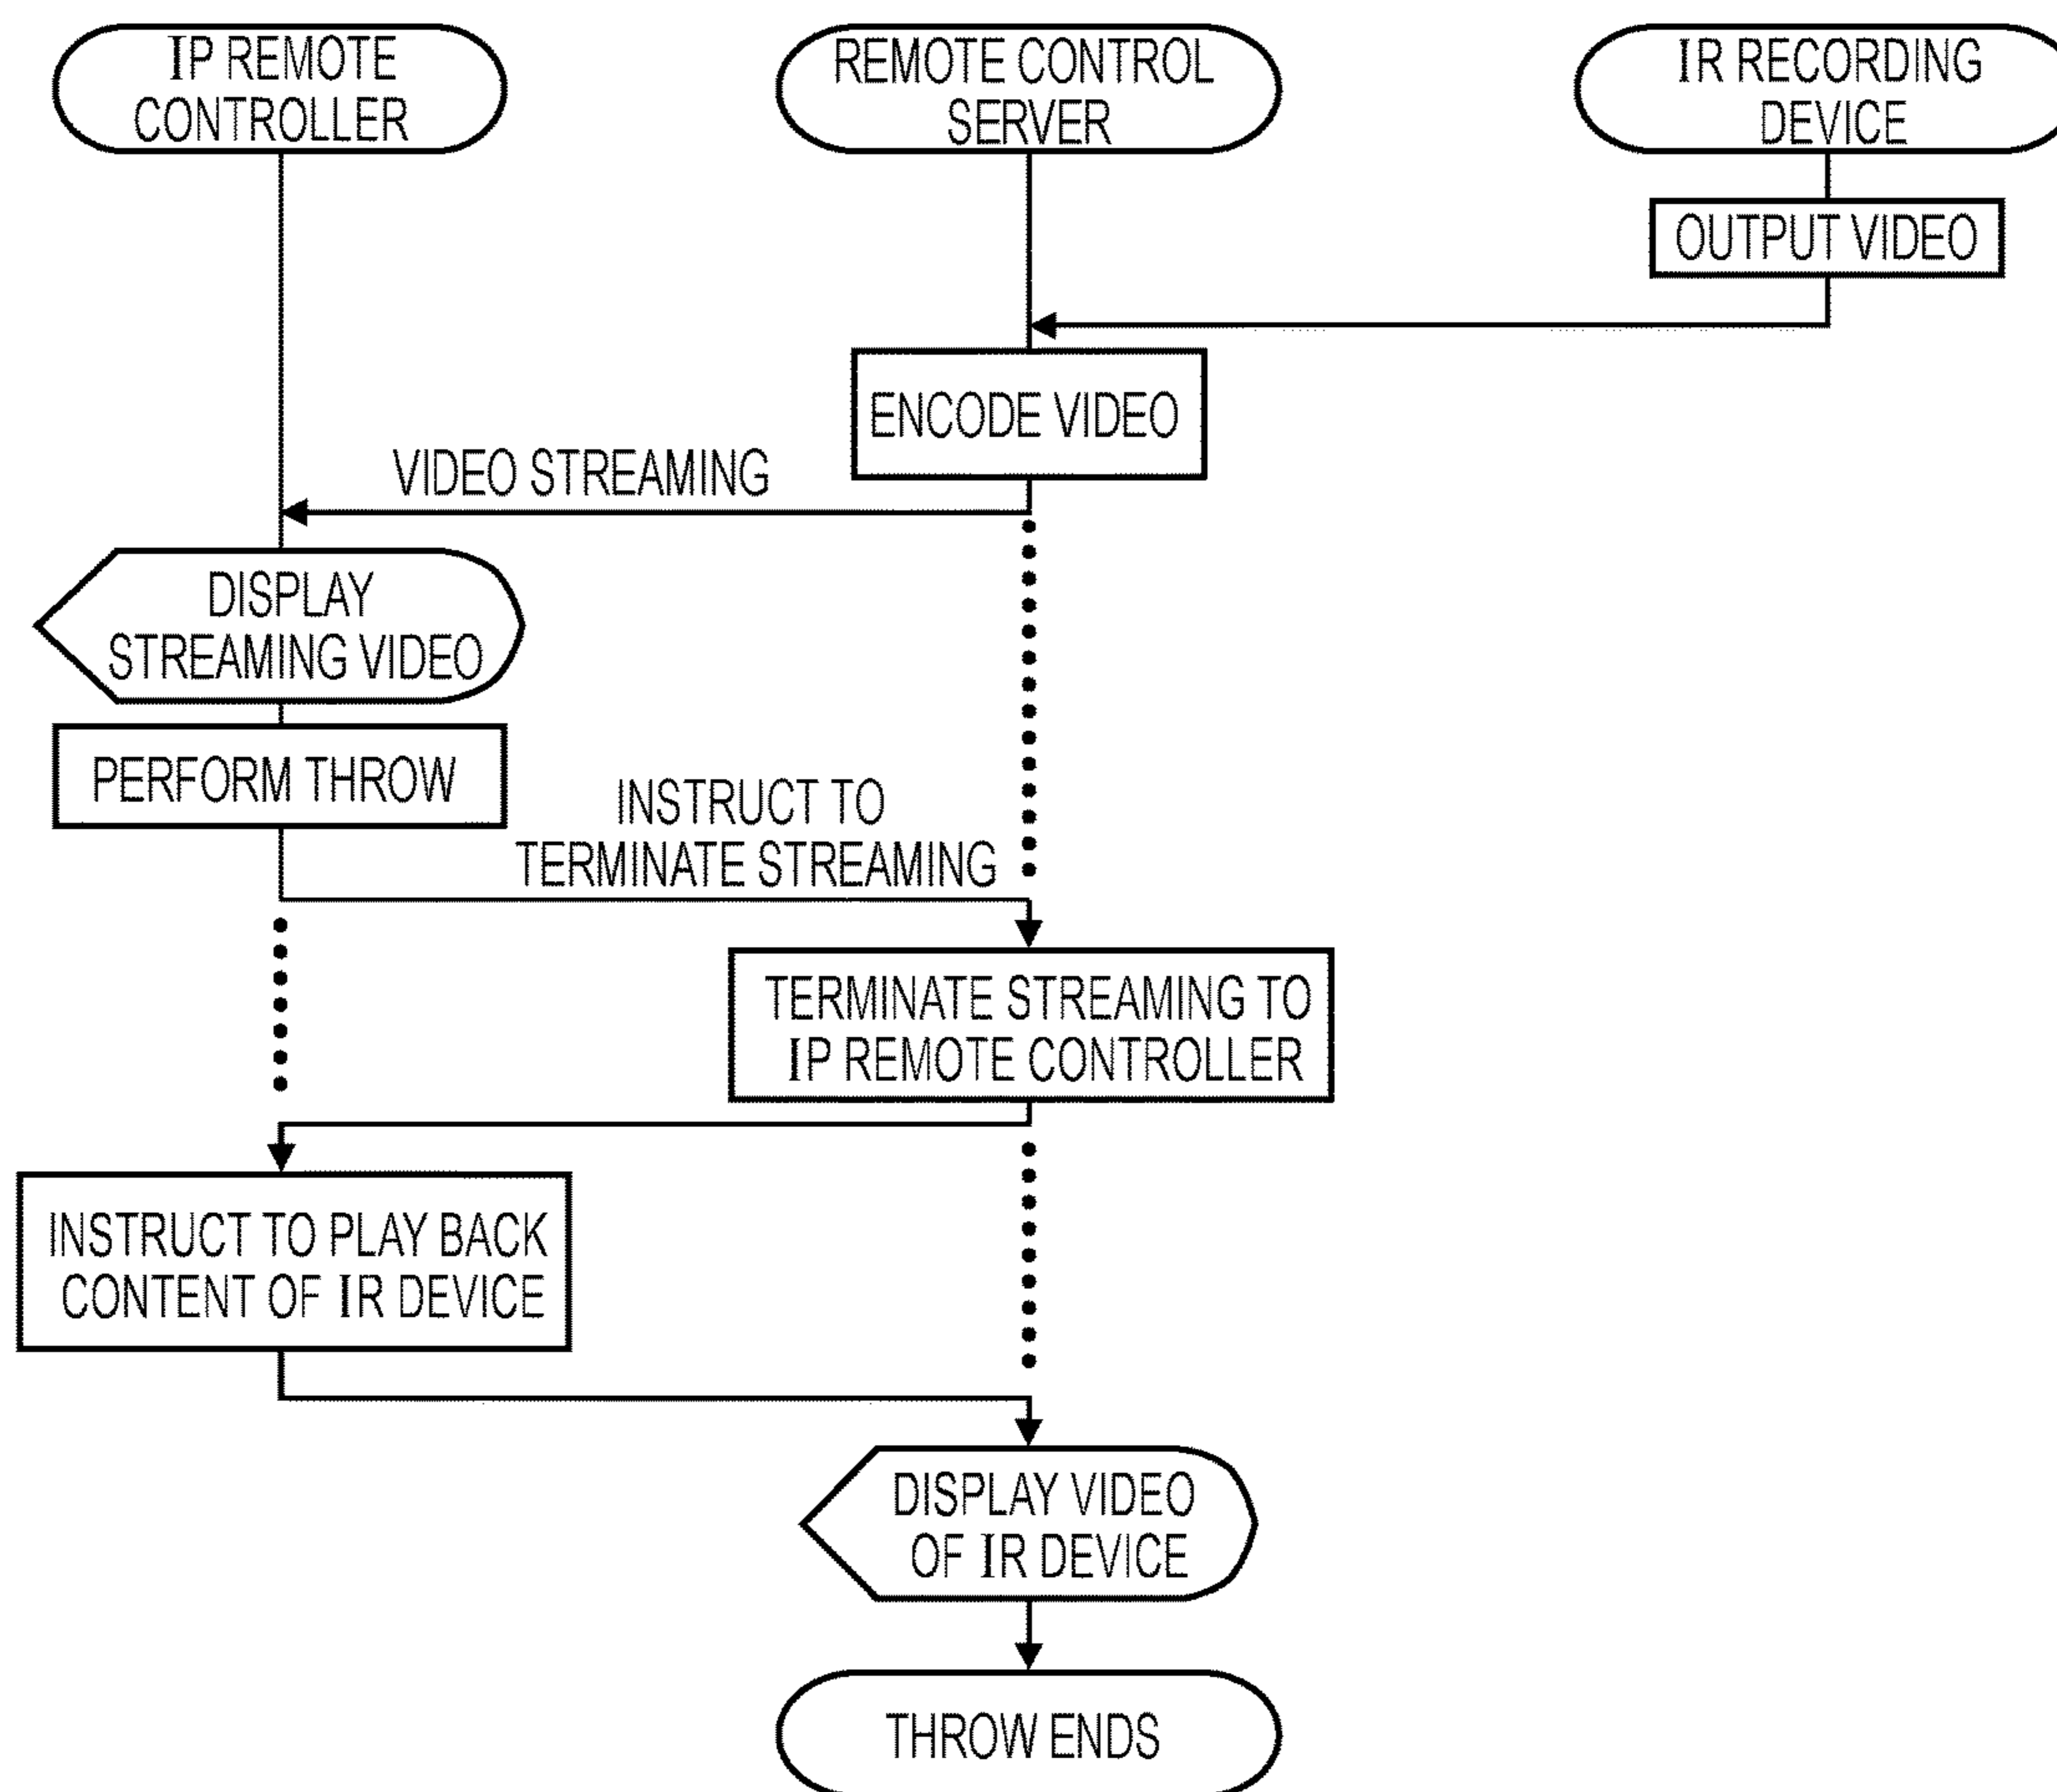 IP REMOTE
CONTROLLER
REMOTE CONTROL
SERVER
IR RECORDING
DEVICE
OUTPUT VIDEO
ENCODE VIDEO
VIDEO STREAMING
DISPLAY
STREAMING VIDEO
PERFORM THROW
INSTRUCT TO
TERMINATE STREAMING
TERMINATE STREAMING TO
IP REMOTE CONTROLLER
INSTRUCT TO PLAY BACK
CONTENT OF IR DEVICE
DISPLAY VIDEO
OF IR DEVICE
THROW ENDS